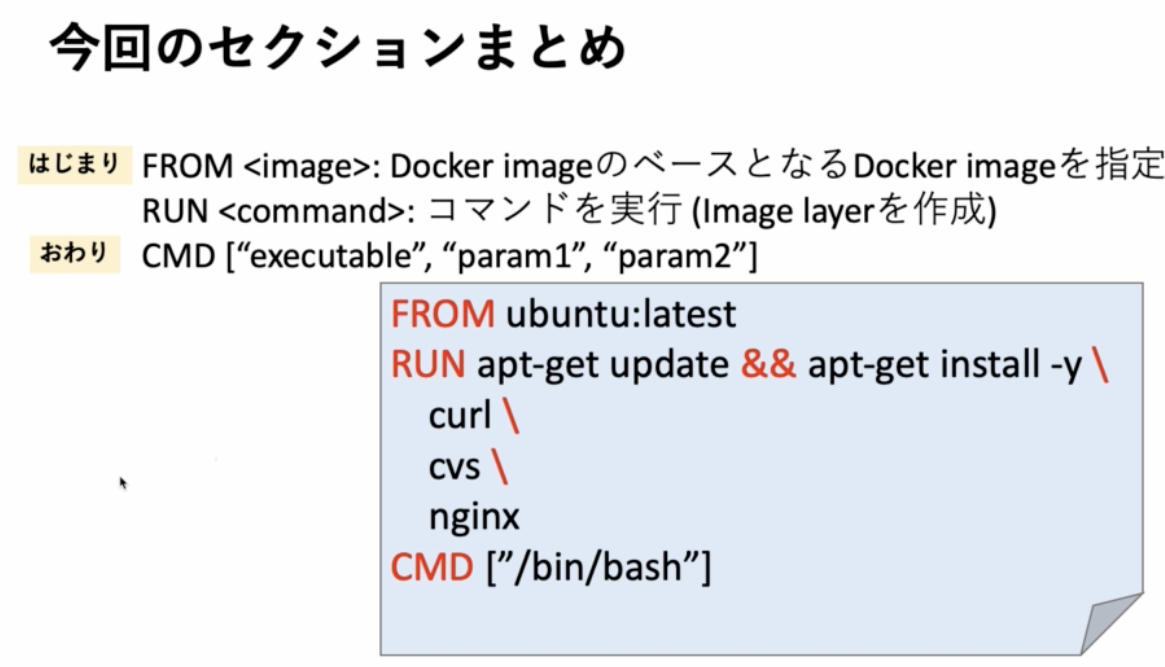 今回のセクションまとめ
はじまり FROM <image>: Docker imageのベースとなるDocker imageを指定
RUN <command>: コマンドを実行 (Image layerを作成)
おわり CMD [“executable”, “param1”, “param2”]
FROM ubuntu:latest
RUN apt-get update && apt-get install -y \
curl \
cvs \
nginx
CMD [”/bin/bash”]